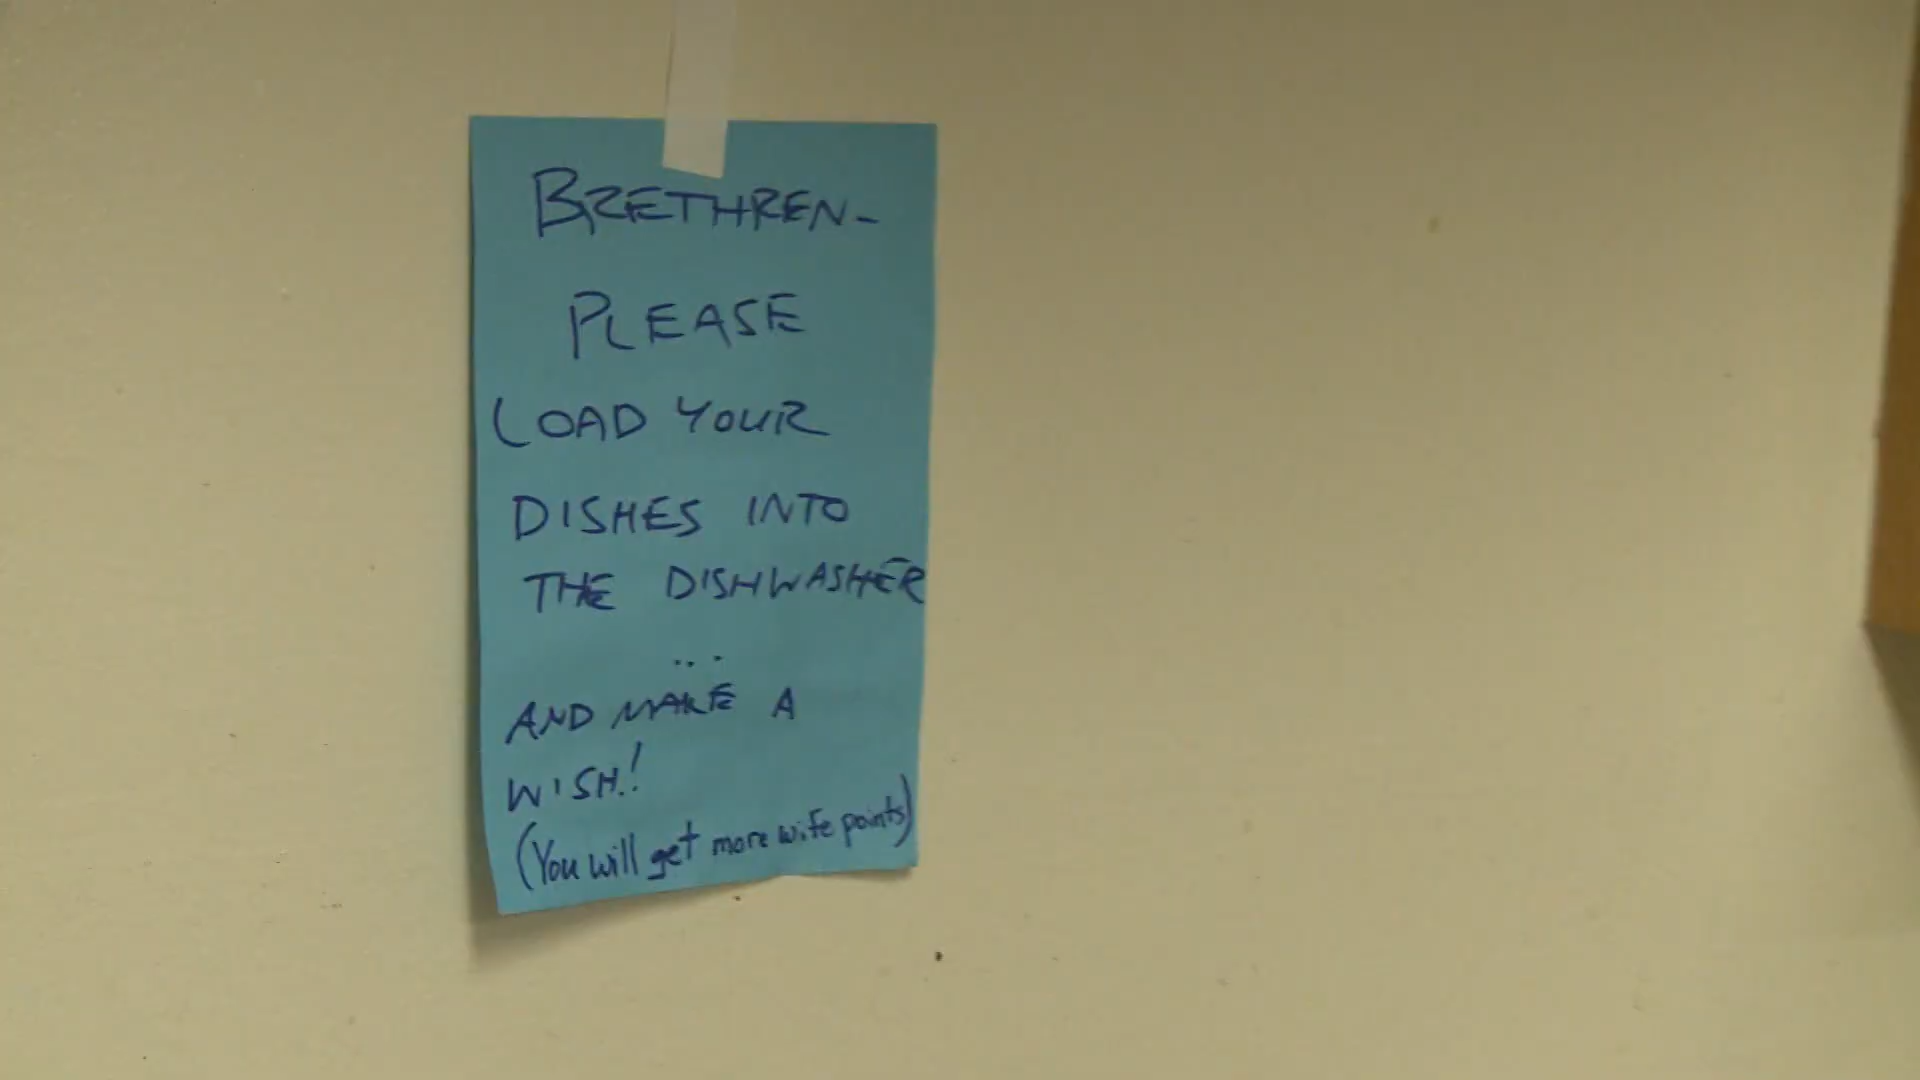 BRETHREN-
PLEASE
LOAD YOUR
DISHES INTO
THE DISHWASHER
...
AND MAKE A
WISH!
(You will get more wife points)